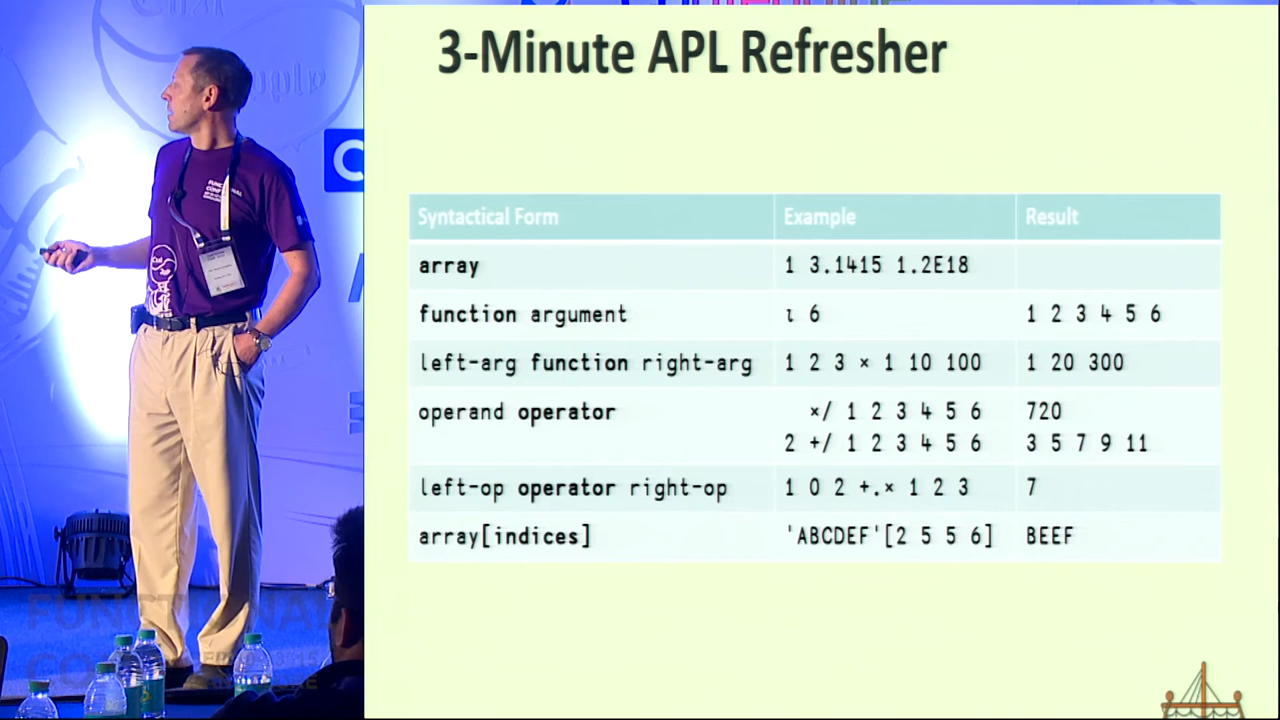 3-Minute APL Refresher
Syntactical Form Example Result
array 1 3.1415 1.2E18
function argument ⍳ 6 1 2 3 4 5 6
left-arg function right-arg 1 2 3 × 1 10 100 1 20 300
operand operator ×/ 1 2 3 4 5 6 720
2 +/ 1 2 3 4 5 6 3 5 7 9 11
left-op operator right-op 1 0 2 +.× 1 2 3 7
array[indices] 'ABCDEF'[2 5 5 6] BEEF
FUNCTIONAL